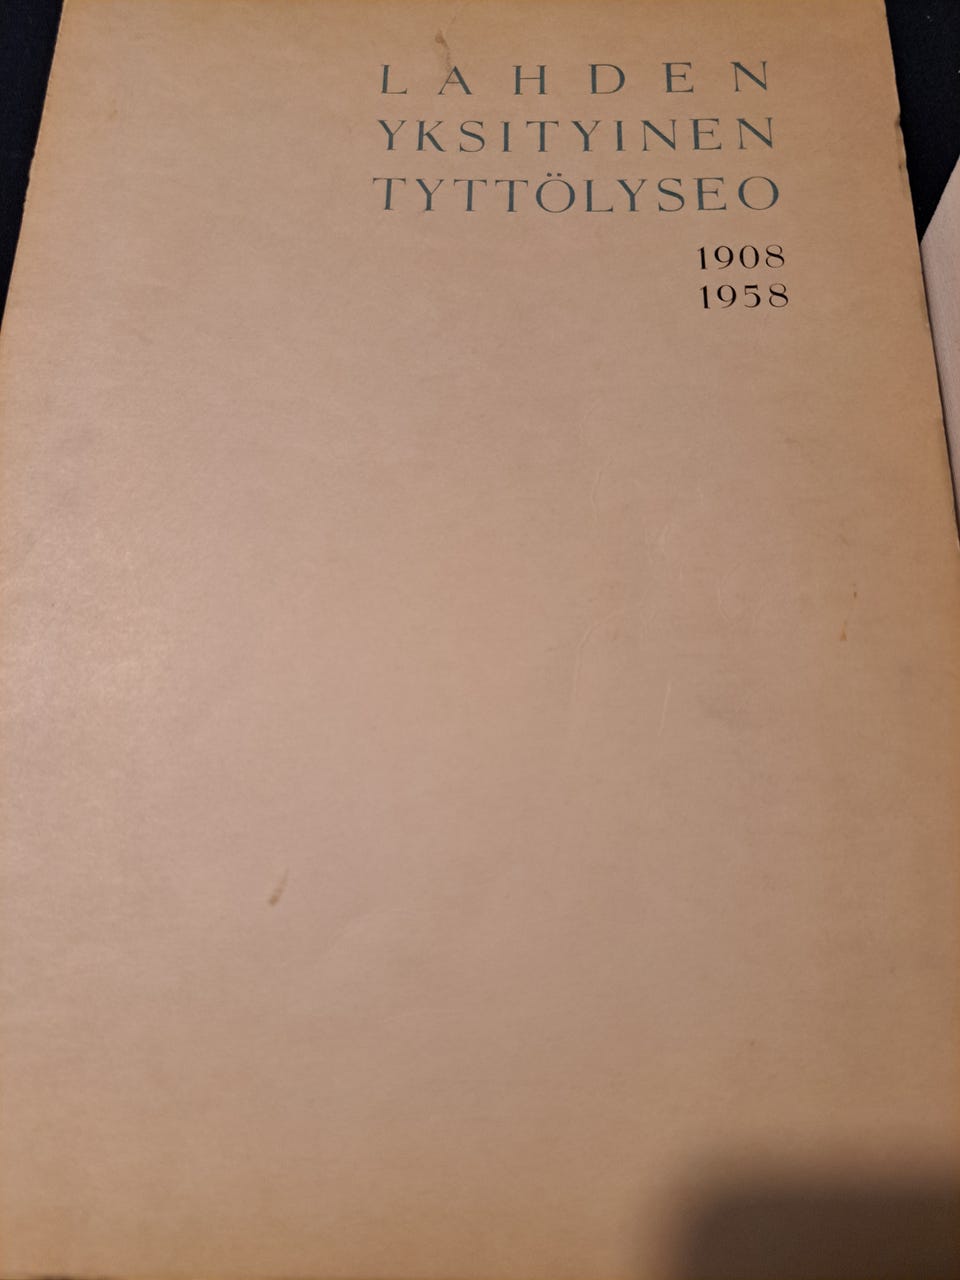 LAHDEN
YKSITYINEN
TYTTÖLYSEO
1908
1958